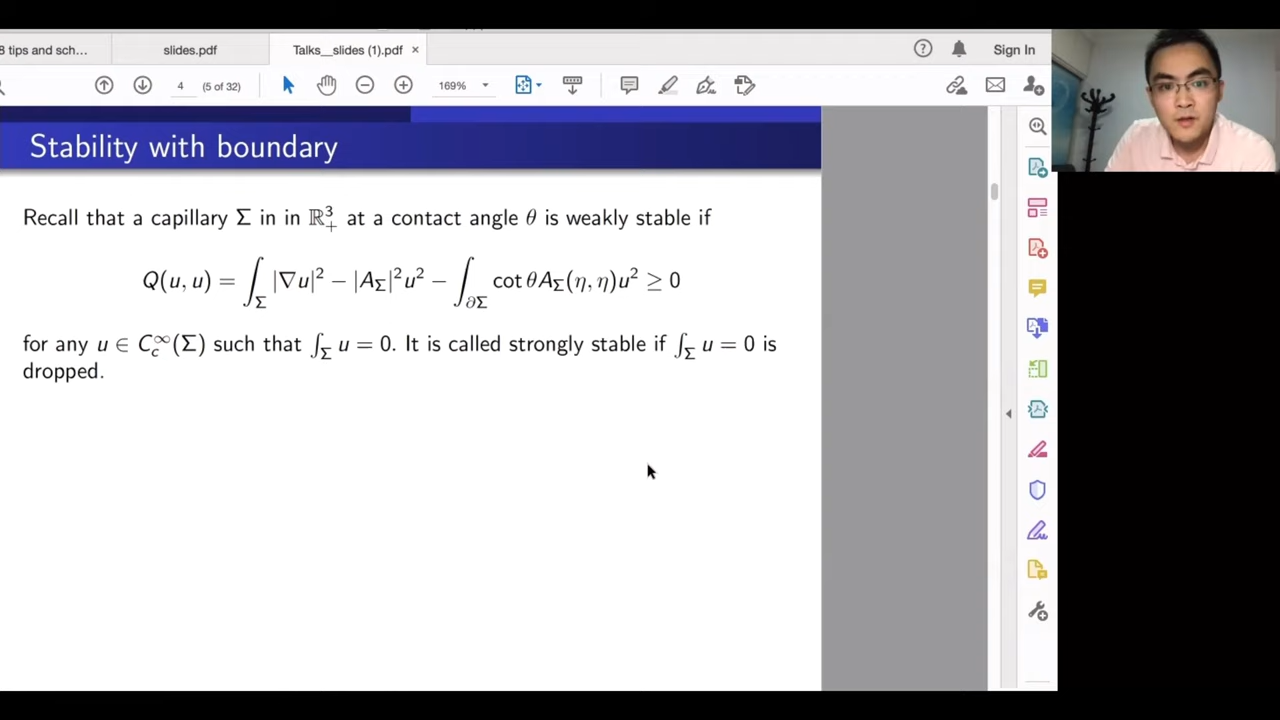 8 tips and sch...
slides.pdf
Talks__slides (1).pdf ×
Sign In
4 (5 of 32)
169%
Stability with boundary
Recall that a capillary Σ in in ℝ³₊ at a contact angle θ is weakly stable if
Q(u, u) = ∫_Σ |∇u|² − |A_Σ|²u² − ∫_∂Σ cot θA_Σ(η, η)u² ≥ 0
for any u ∈ C_c^∞(Σ) such that ∫_Σ u = 0. It is called strongly stable if ∫_Σ u = 0 is
dropped.